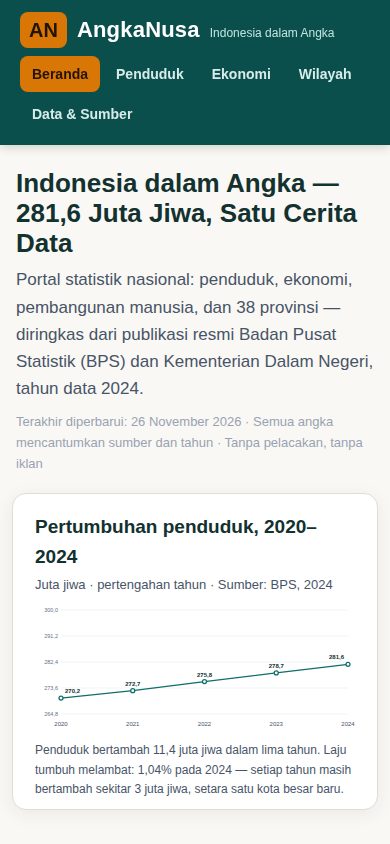 AN AngkaNusa Indonesia dalam Angka
Beranda Penduduk Ekonomi Wilayah
Data & Sumber
Indonesia dalam Angka —
281,6 Juta Jiwa, Satu Cerita
Data
Portal statistik nasional: penduduk, ekonomi,
pembangunan manusia, dan 38 provinsi —
diringkas dari publikasi resmi Badan Pusat
Statistik (BPS) dan Kementerian Dalam Negeri,
tahun data 2024.
Terakhir diperbarui: 26 November 2026 · Semua angka
mencantumkan sumber dan tahun · Tanpa pelacakan, tanpa
iklan
Pertumbuhan penduduk, 2020–
2024
Juta jiwa · pertengahan tahun · Sumber: BPS, 2024
300,0
291,2
282,4
273,6
264,8
270,2 272,7 275,8 278,7 281,6
2020 2021 2022 2023 2024
Penduduk bertambah 11,4 juta jiwa dalam lima tahun. Laju
tumbuh melambat: 1,04% pada 2024 — setiap tahun masih
bertambah sekitar 3 juta jiwa, setara satu kota besar baru.